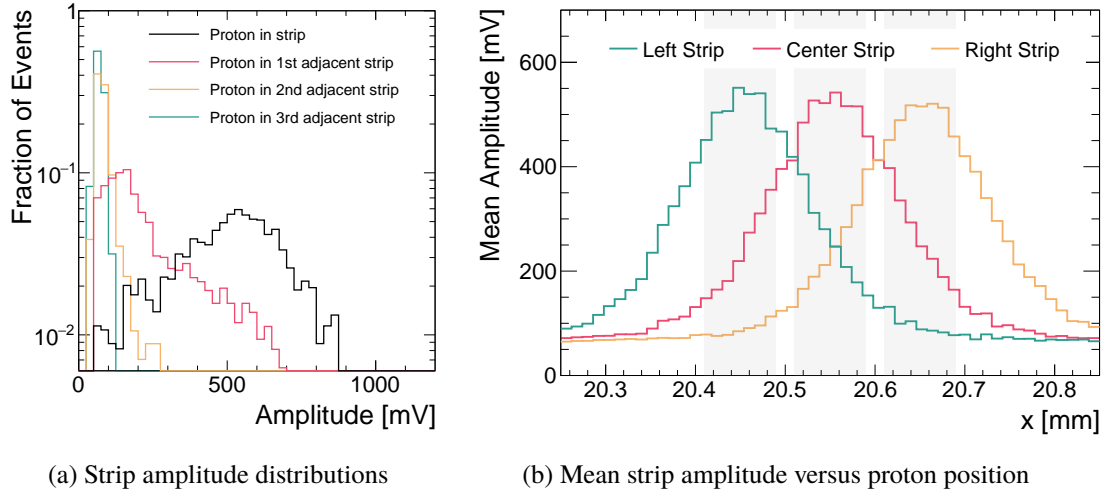 Fraction of Events
1
10⁻¹
10⁻²
Proton in strip
Proton in 1st adjacent strip
Proton in 2nd adjacent strip
Proton in 3rd adjacent strip
0 500 1000
Amplitude [mV]
(a) Strip amplitude distributions
Mean Amplitude [mV]
600
400
200
0
Left Strip Center Strip Right Strip
20.3 20.4 20.5 20.6 20.7 20.8
x [mm]
(b) Mean strip amplitude versus proton position